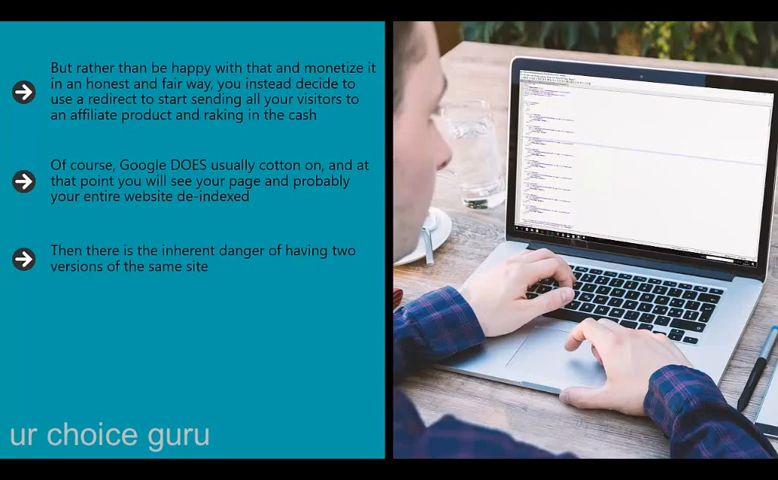 But rather than be happy with that and monetize it
in an honest and fair way, you instead decide to
use a redirect to start sending all your visitors to
an affiliate product and raking in the cash
Of course, Google DOES usually cotton on, and at
that point you will see your page and probably
your entire website de-indexed
Then there is the inherent danger of having two
versions of the same site
ur choice guru